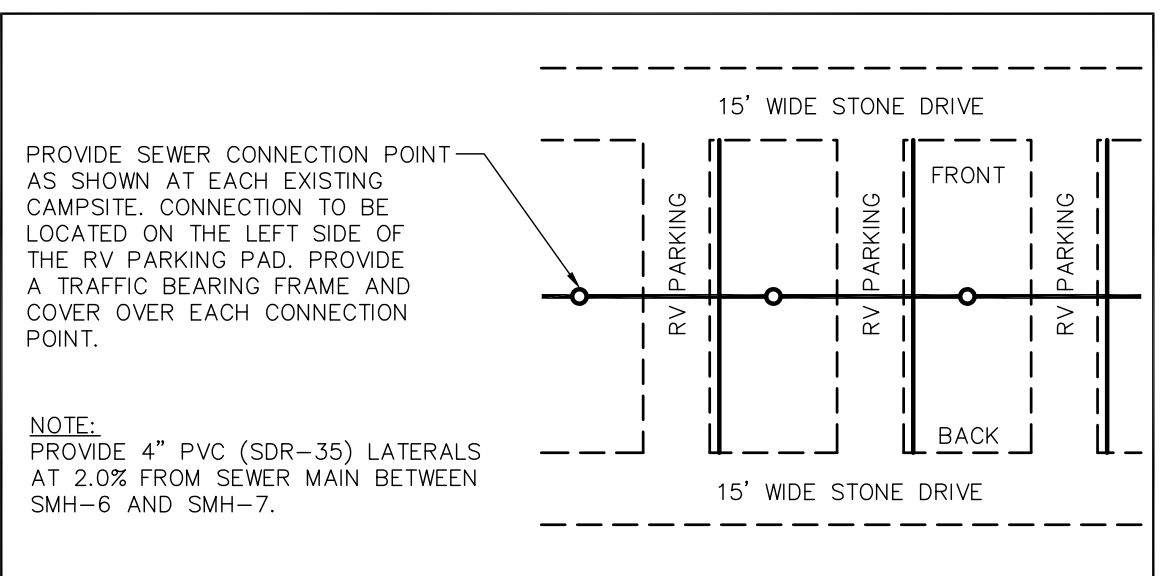 15' WIDE STONE DRIVE
PROVIDE SEWER CONNECTION POINT
AS SHOWN AT EACH EXISTING
CAMPSITE. CONNECTION TO BE
LOCATED ON THE LEFT SIDE OF
THE RV PARKING PAD. PROVIDE
A TRAFFIC BEARING FRAME AND
COVER OVER EACH CONNECTION
POINT.
FRONT
RV PARKING
RV PARKING
RV PARKING
BACK
NOTE:
PROVIDE 4" PVC (SDR-35) LATERALS
AT 2.0% FROM SEWER MAIN BETWEEN
SMH-6 AND SMH-7.
15' WIDE STONE DRIVE